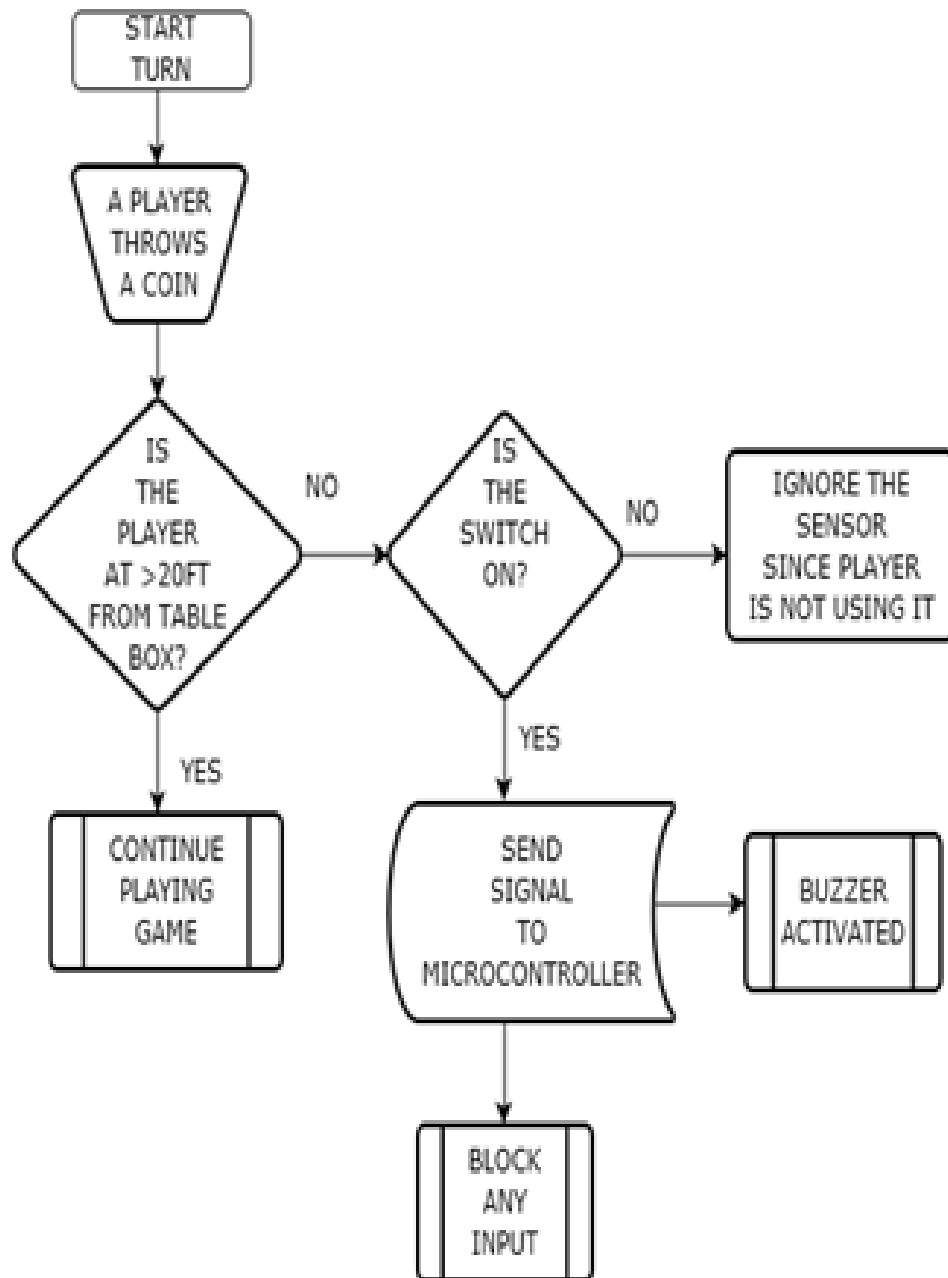 START
TURN
A PLAYER
THROWS
A COIN
IS
THE
PLAYER
AT >20FT
FROM TABLE
BOX?
NO
IS
THE
SWITCH
ON?
NO
IGNORE THE
SENSOR
SINCE PLAYER
IS NOT USING IT
YES
CONTINUE
PLAYING
GAME
YES
SEND
SIGNAL
TO
MICROCONTROLLER
BUZZER
ACTIVATED
BLOCK
ANY
INPUT